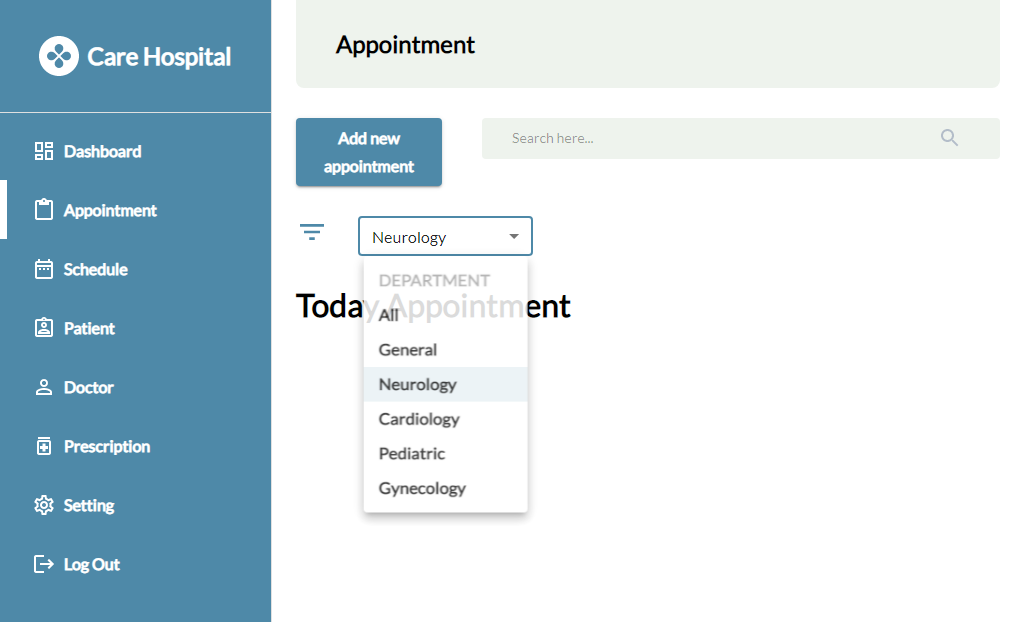 Care Hospital
Dashboard
Appointment
Schedule
Patient
Doctor
Prescription
Setting
Log Out
Appointment
Add new
appointment
Search here...
Neurology
DEPARTMENT
Today Appointment
All
General
Neurology
Cardiology
Pediatric
Gynecology